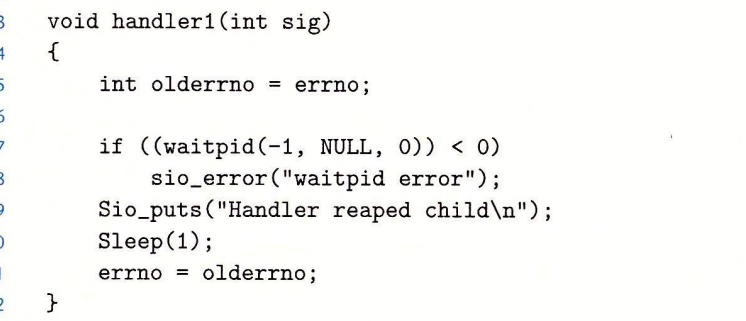 3 void handler1(int sig)
4 {
5     int olderrno = errno;
6
7     if ((waitpid(-1, NULL, 0)) < 0)
8         sio_error("waitpid error");
9     Sio_puts("Handler reaped child\n");
0     Sleep(1);
1     errno = olderrno;
2 }